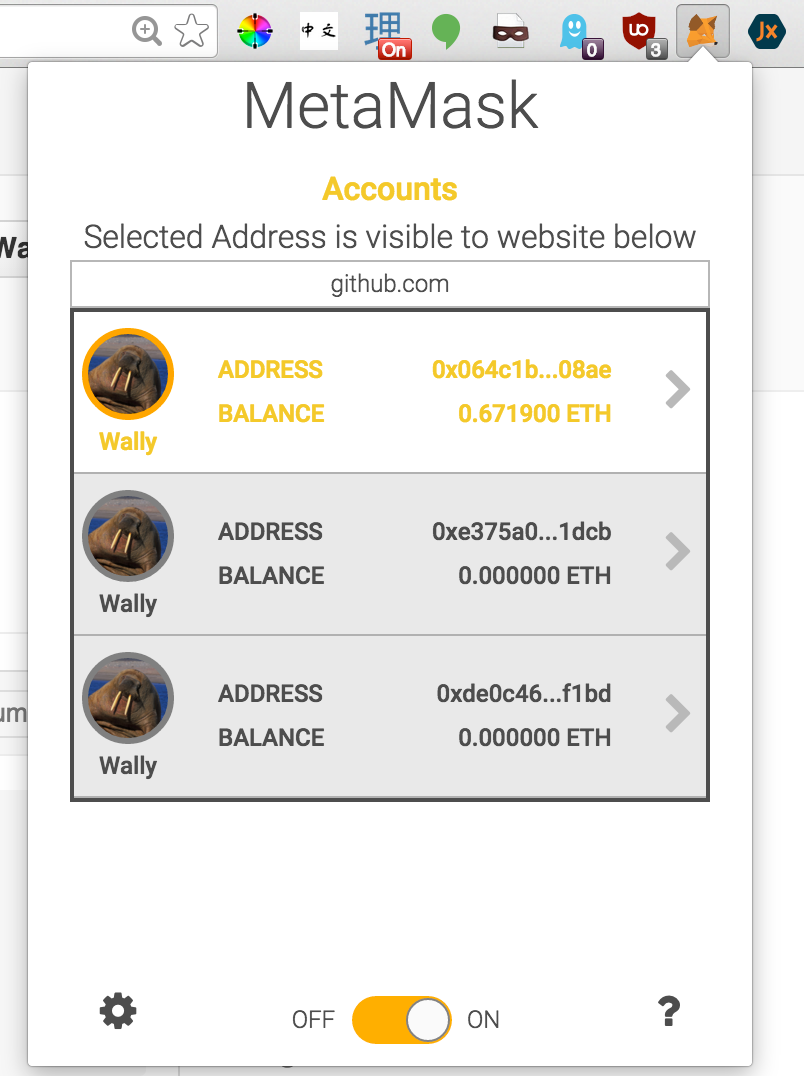 中文
理
On
0
uo
3
Jx
MetaMask
Accounts
Selected Address is visible to website below
github.com
ADDRESS 0x064c1b...08ae
BALANCE 0.671900 ETH
Wally
ADDRESS 0xe375a0...1dcb
BALANCE 0.000000 ETH
Wally
ADDRESS 0xde0c46...f1bd
BALANCE 0.000000 ETH
Wally
OFF ON
?